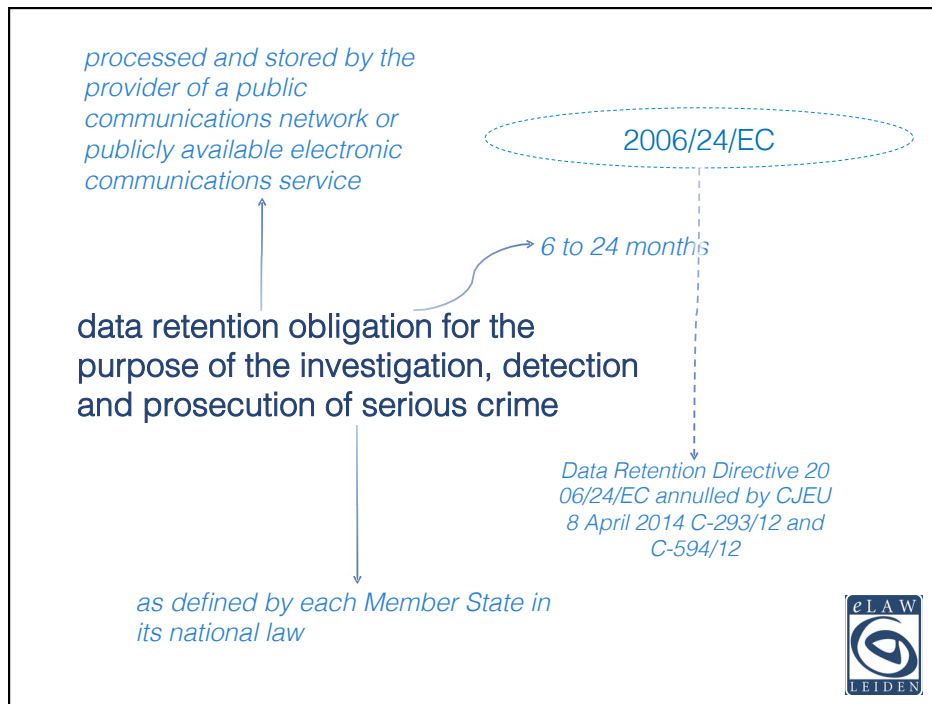 processed and stored by the
provider of a public
communications network or
publicly available electronic
communications service
2006/24/EC
6 to 24 months
data retention obligation for the
purpose of the investigation, detection
and prosecution of serious crime
Data Retention Directive 20
06/24/EC annulled by CJEU
8 April 2014 C-293/12 and
C-594/12
as defined by each Member State in
its national law
eLAW
LEIDEN